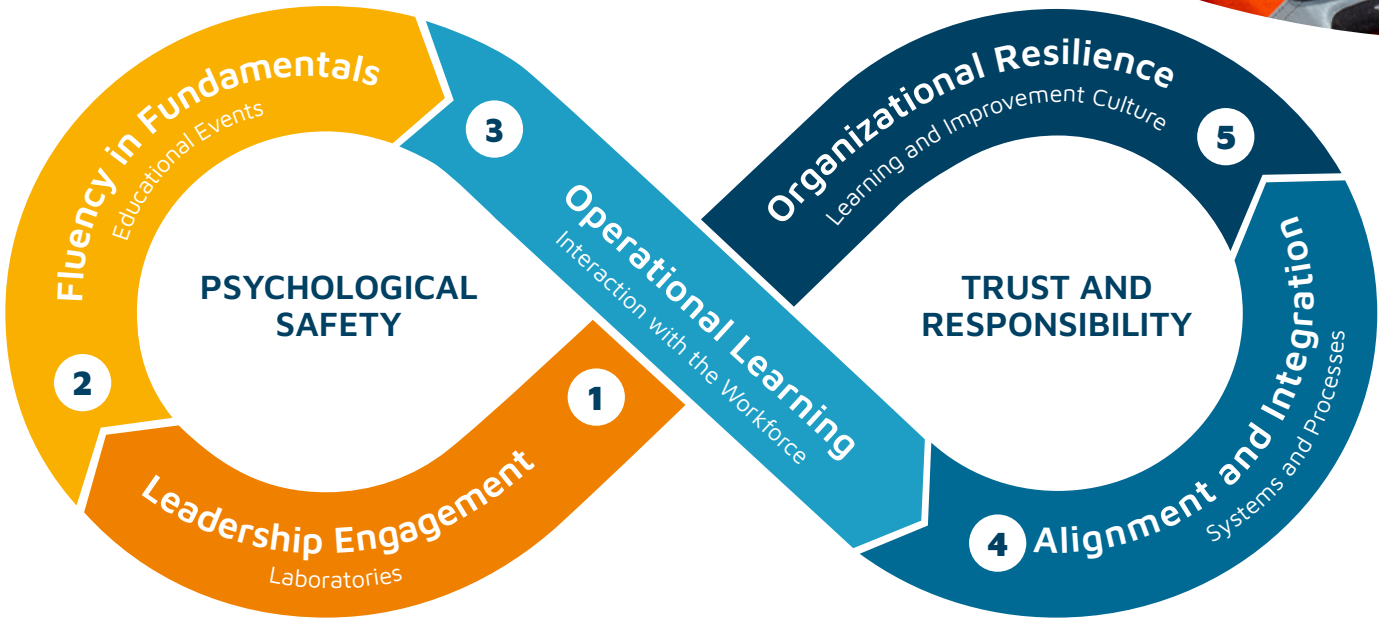 1
Leadership Engagement
Laboratories
2
Fluency in Fundamentals
Educational Events
PSYCHOLOGICAL
SAFETY
3
Operational Learning
Interaction with the Workforce
4
Alignment and Integration
Systems and Processes
TRUST AND
RESPONSIBILITY
5
Organizational Resilience
Learning and Improvement Culture